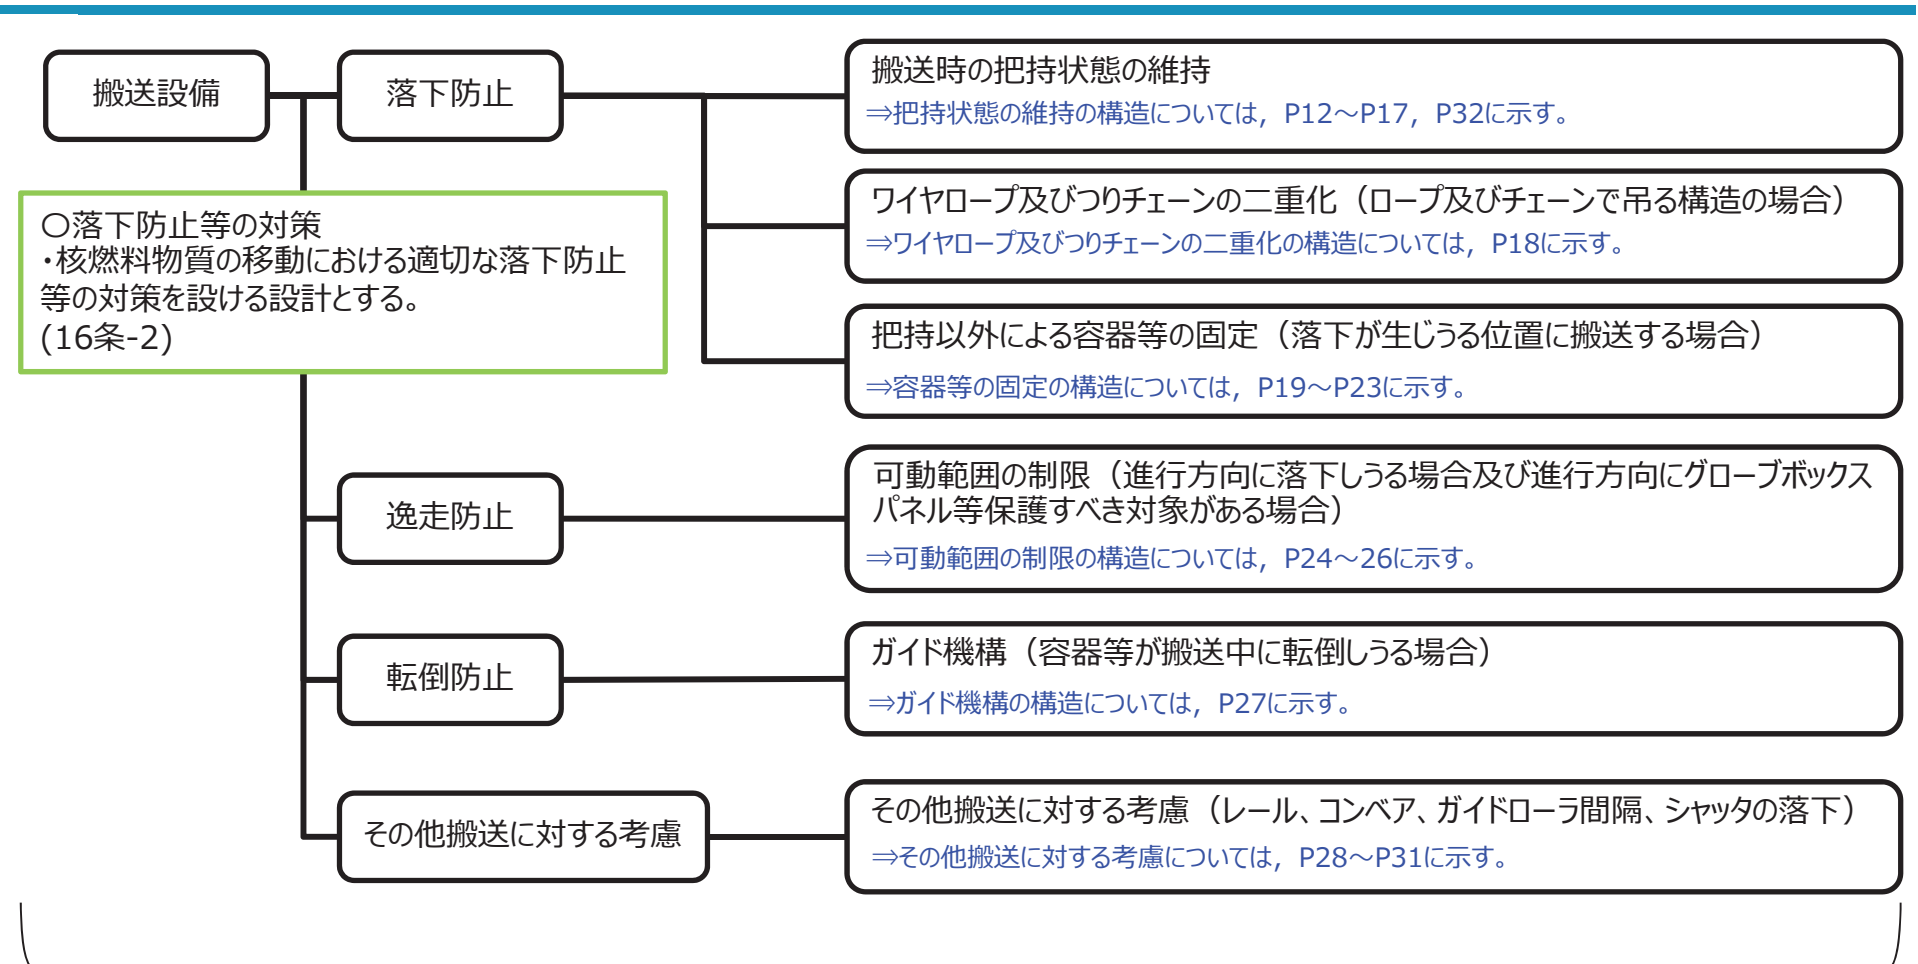 搬送設備
落下防止
搬送時の把持状態の維持
⇒把持状態の維持の構造については，P12～P17，P32に示す。
ワイヤロープ及びつりチェーンの二重化（ロープ及びチェーンで吊る構造の場合）
⇒ワイヤロープ及びつりチェーンの二重化の構造については，P18に示す。
〇落下防止等の対策
・核燃料物質の移動における適切な落下防止
等の対策を設ける設計とする。
(16条-2)
把持以外による容器等の固定（落下が生じうる位置に搬送する場合）
⇒容器等の固定の構造については，P19～P23に示す。
逸走防止
可動範囲の制限（進行方向に落下しうる場合及び進行方向にグローブボックス
パネル等保護すべき対象がある場合）
⇒可動範囲の制限の構造については，P24～26に示す。
転倒防止
ガイド機構（容器等が搬送中に転倒しうる場合）
⇒ガイド機構の構造については，P27に示す。
その他搬送に対する考慮
その他搬送に対する考慮（レール、コンベア、ガイドローラ間隔、シャッタの落下）
⇒その他搬送に対する考慮については，P28～P31に示す。